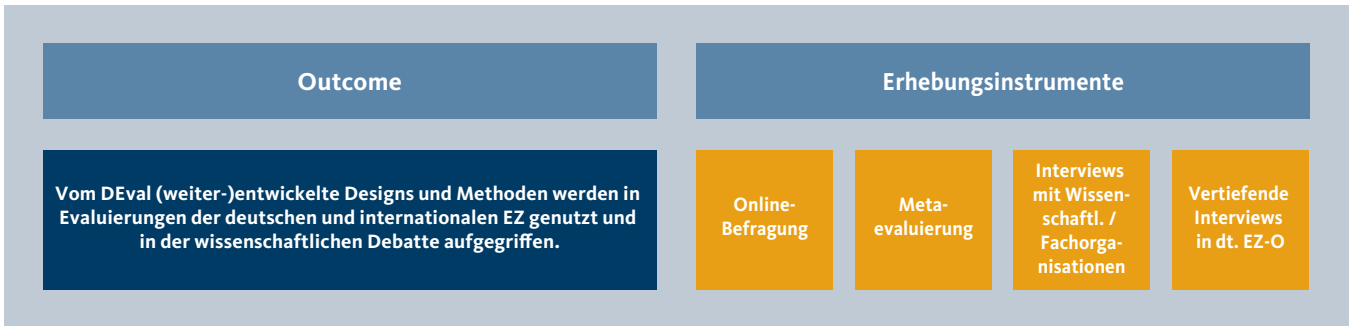 Outcome
Erhebungsinstrumente
Vom DEval (weiter-)entwickelte Designs und Methoden werden in
Evaluierungen der deutschen und internationalen EZ genutzt und
in der wissenschaftlichen Debatte aufgegriffen.
Online-
Befragung
Meta-
evaluierung
Interviews
mit Wissen-
schaftl. /
Fachorga-
nisationen
Vertiefende
Interviews
in dt. EZ-O